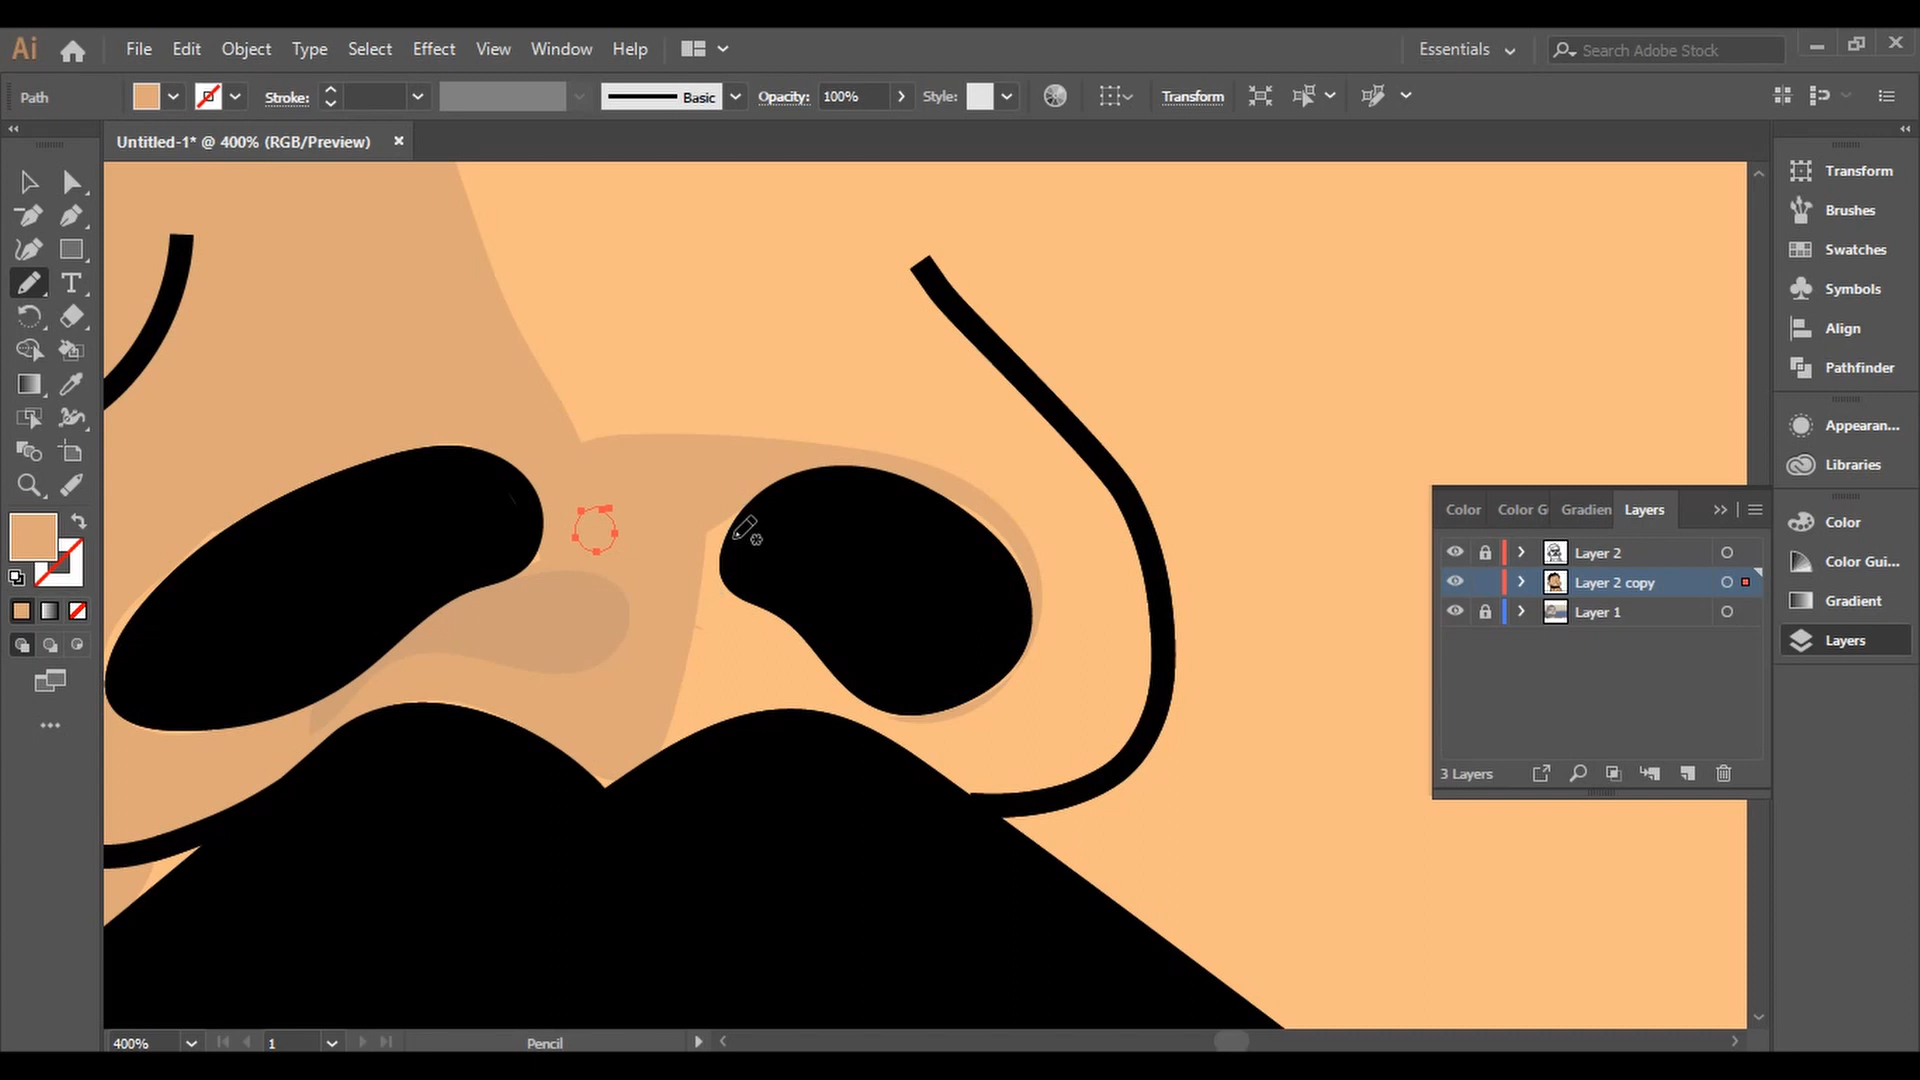 Ai File Edit Object Type Select Effect View Window Help Essentials Search Adobe Stock
Path Stroke: Basic Opacity: 100% Style: Transform
Untitled-1* @ 400% (RGB/Preview)
Transform
Brushes
Swatches
Symbols
Align
Pathfinder
Appearan...
Libraries
Color
Color Gui...
Gradient
Layers
Color Color G Gradien Layers
Layer 2
Layer 2 copy
Layer 1
3 Layers
400% 1 Pencil